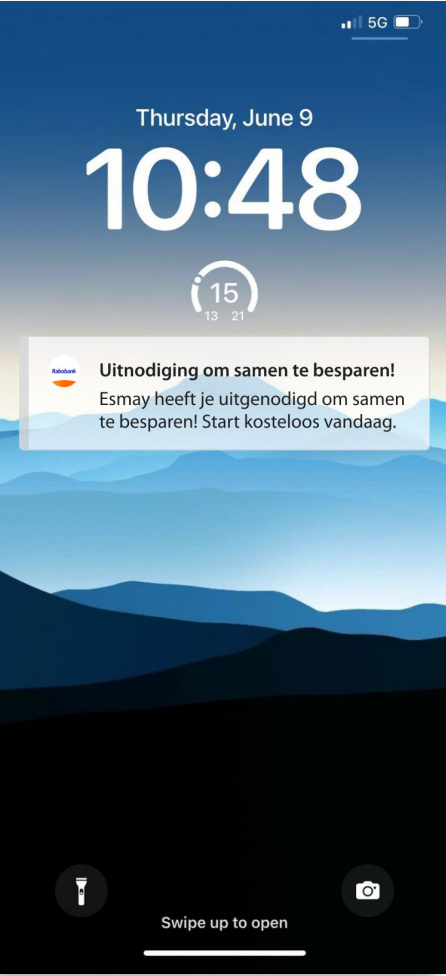 5G
Thursday, June 9
10:48
15
13 21
Rabobank
Uitnodiging om samen te besparen!
Esmay heeft je uitgenodigd om samen
te besparen! Start kosteloos vandaag.
Swipe up to open